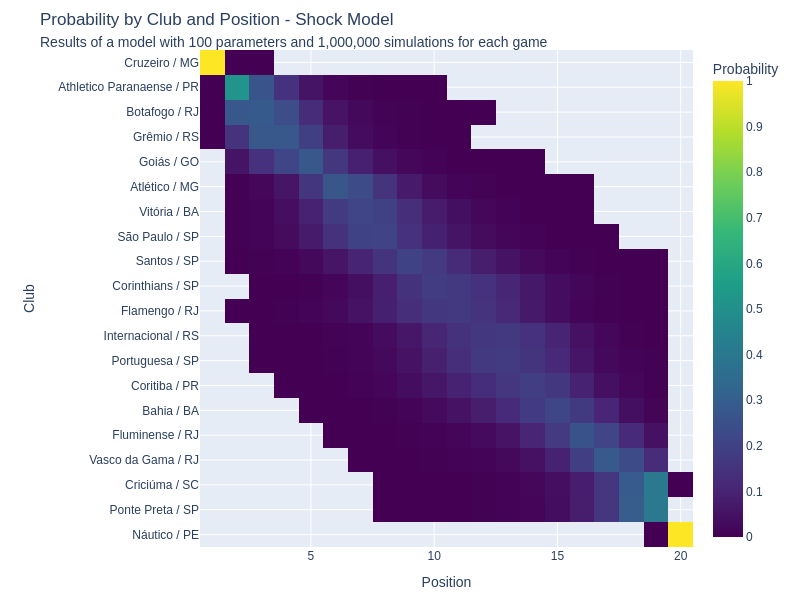 Probability by Club and Position - Shock Model
Results of a model with 100 parameters and 1,000,000 simulations for each game
Probability
Club
Cruzeiro / MG
Athletico Paranaense / PR
Botafogo / RJ
Grêmio / RS
Goiás / GO
Atlético / MG
Vitória / BA
São Paulo / SP
Santos / SP
Corinthians / SP
Flamengo / RJ
Internacional / RS
Portuguesa / SP
Coritiba / PR
Bahia / BA
Fluminense / RJ
Vasco da Gama / RJ
Criciúma / SC
Ponte Preta / SP
Náutico / PE
1
0.9
0.8
0.7
0.6
0.5
0.4
0.3
0.2
0.1
0
5
10
15
20
Position